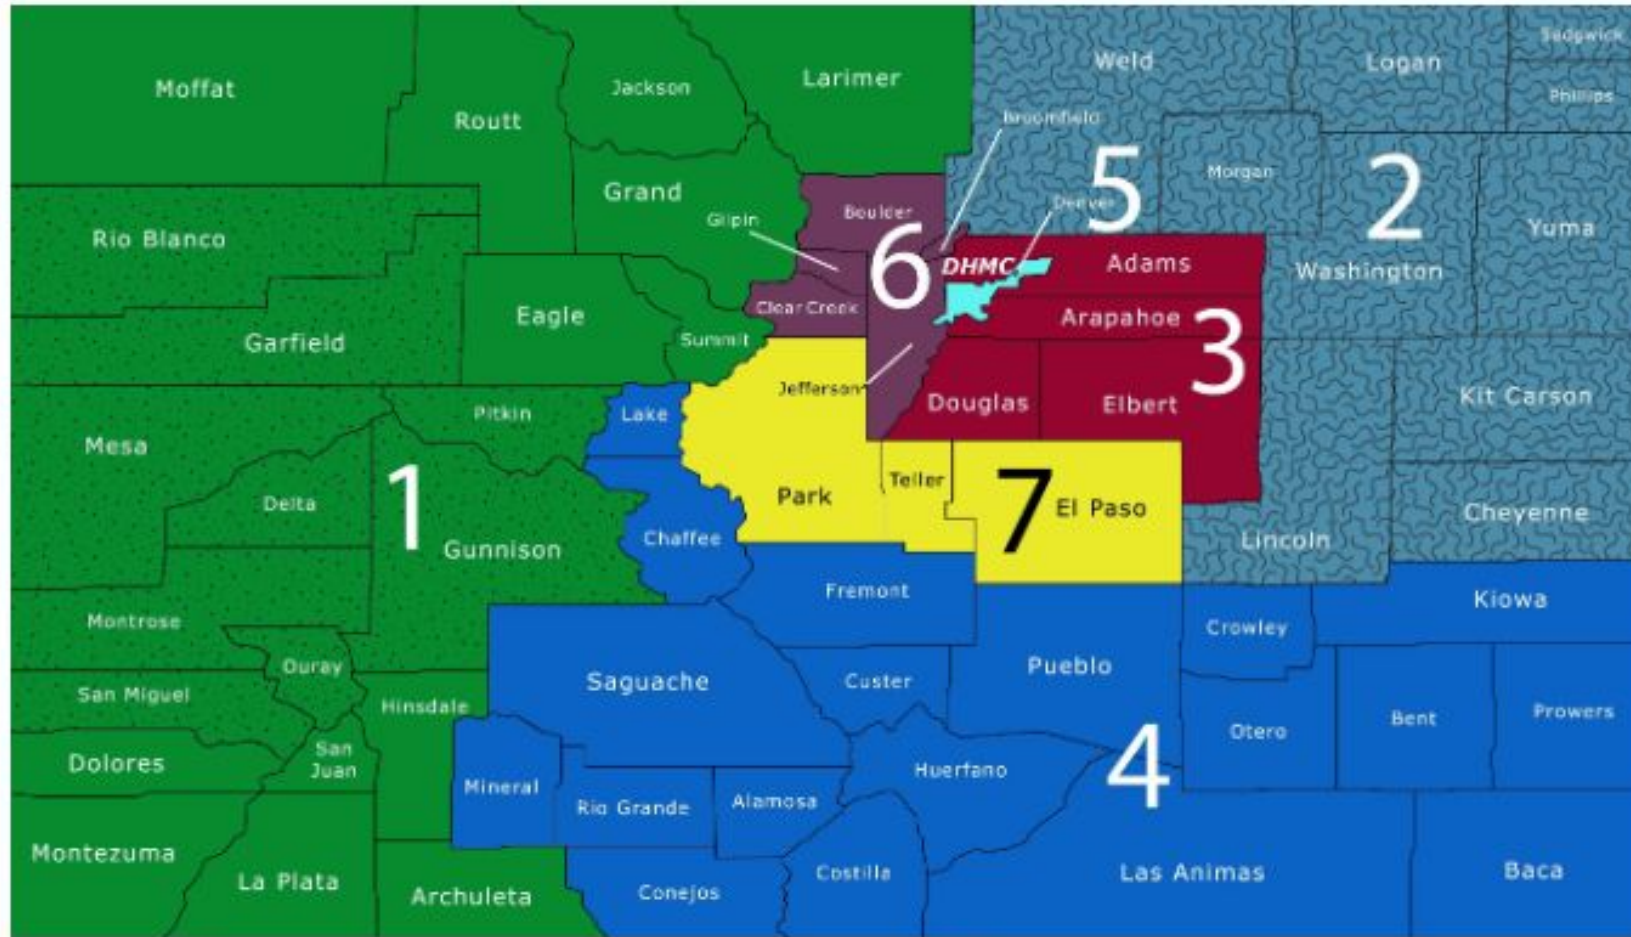 Moffat
Routt
Jackson
Larimer
Weld
Logan
Sedgwick
Phillips
Broomfield
5
2
Morgan
Yuma
Rio Blanco
Grand
Gilpin
Boulder
Denver
6
DHMC
Adams
Washington
Garfield
Eagle
Summit
Clear Creek
Arapahoe
3
Jefferson
Douglas
Elbert
Kit Carson
Mesa
Pitkin
Lake
Delta
1
Gunnison
Chaffee
Park
Teller
7
El Paso
Lincoln
Cheyenne
Montrose
Ouray
Fremont
Crowley
Kiowa
San Miguel
Hinsdale
Saguache
Custer
Pueblo
Otero
Bent
Prowers
Dolores
San
Juan
Mineral
Rio Grande
Alamosa
Huerfano
4
Montezuma
La Plata
Archuleta
Conejos
Costilla
Las Animas
Baca